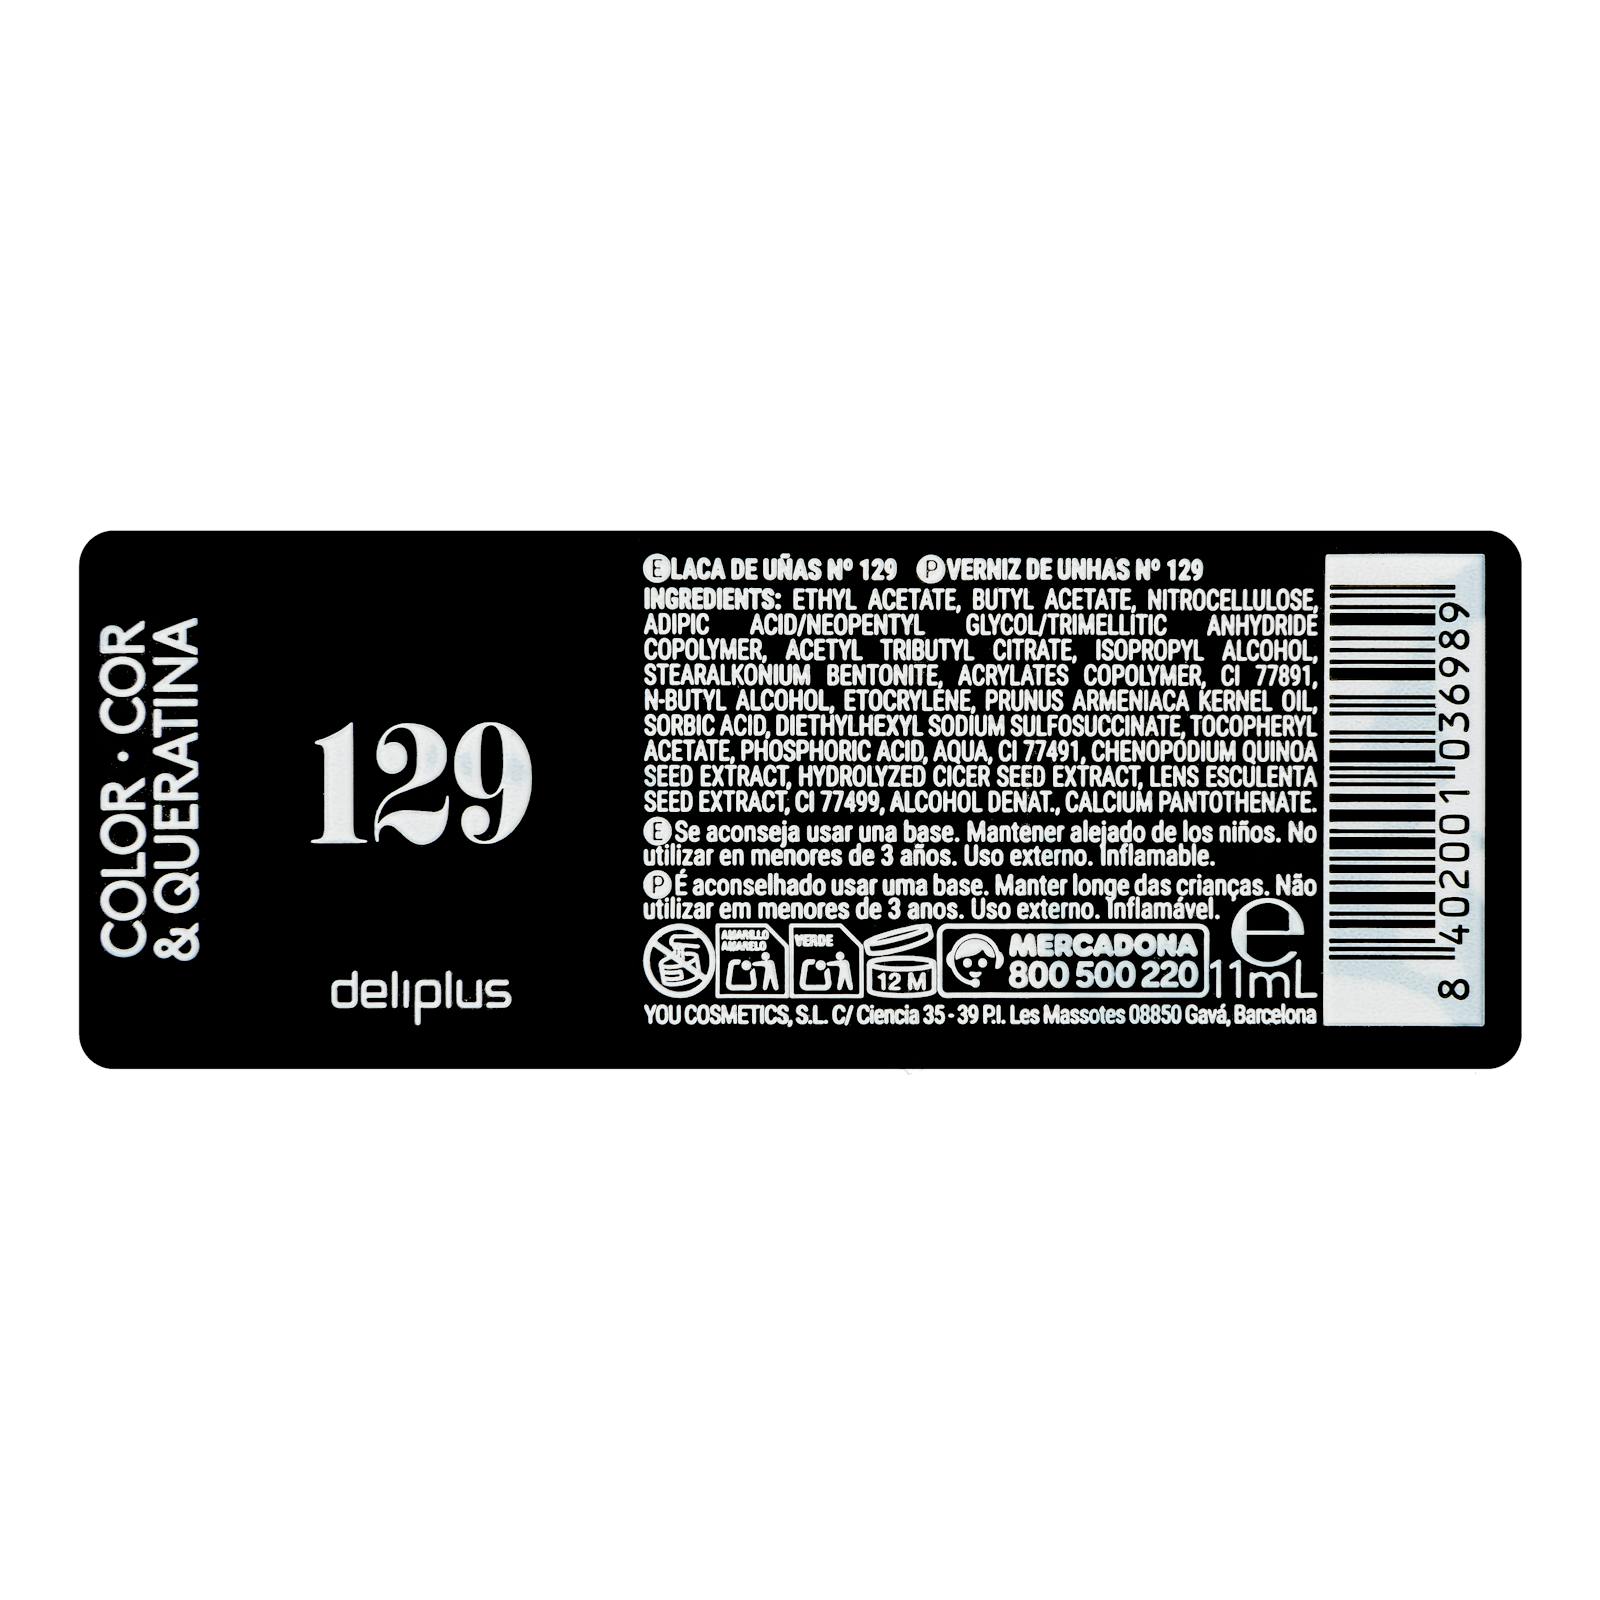 COLOR · COR
& QUERATINA
129
deliplus
E LACA DE UÑAS Nº 129 P VERNIZ DE UNHAS Nº 129
INGREDIENTS: ETHYL ACETATE, BUTYL ACETATE, NITROCELLULOSE,
ADIPIC ACID/NEOPENTYL GLYCOL/TRIMELLITIC ANHYDRIDE
COPOLYMER, ACETYL TRIBUTYL CITRATE, ISOPROPYL ALCOHOL,
STEARALKONIUM BENTONITE, ACRYLATES COPOLYMER, CI 77891,
N-BUTYL ALCOHOL, ETOCRYLENE, PRUNUS ARMENIACA KERNEL OIL,
SORBIC ACID, DIETHYLHEXYL SODIUM SULFOSUCCINATE, TOCOPHERYL
ACETATE, PHOSPHORIC ACID, AQUA, CI 77491, CHENOPODIUM QUINOA
SEED EXTRACT, HYDROLYZED CICER SEED EXTRACT, LENS ESCULENTA
SEED EXTRACT, CI 77499, ALCOHOL DENAT., CALCIUM PANTOTHENATE.
E Se aconseja usar una base. Mantener alejado de los niños. No
utilizar en menores de 3 años. Uso externo. Inflamable.
P É aconselhado usar uma base. Manter longe das crianças. Não
utilizar em menores de 3 anos. Uso externo. Inflamável.
AMARILLO
AMARELO
VERDE
12 M
MERCADONA
800 500 220
e
11mL
YOU COSMETICS, S.L. C/ Ciencia 35 - 39 P.I. Les Massotes 08850 Gavá, Barcelona
8 402001 036989